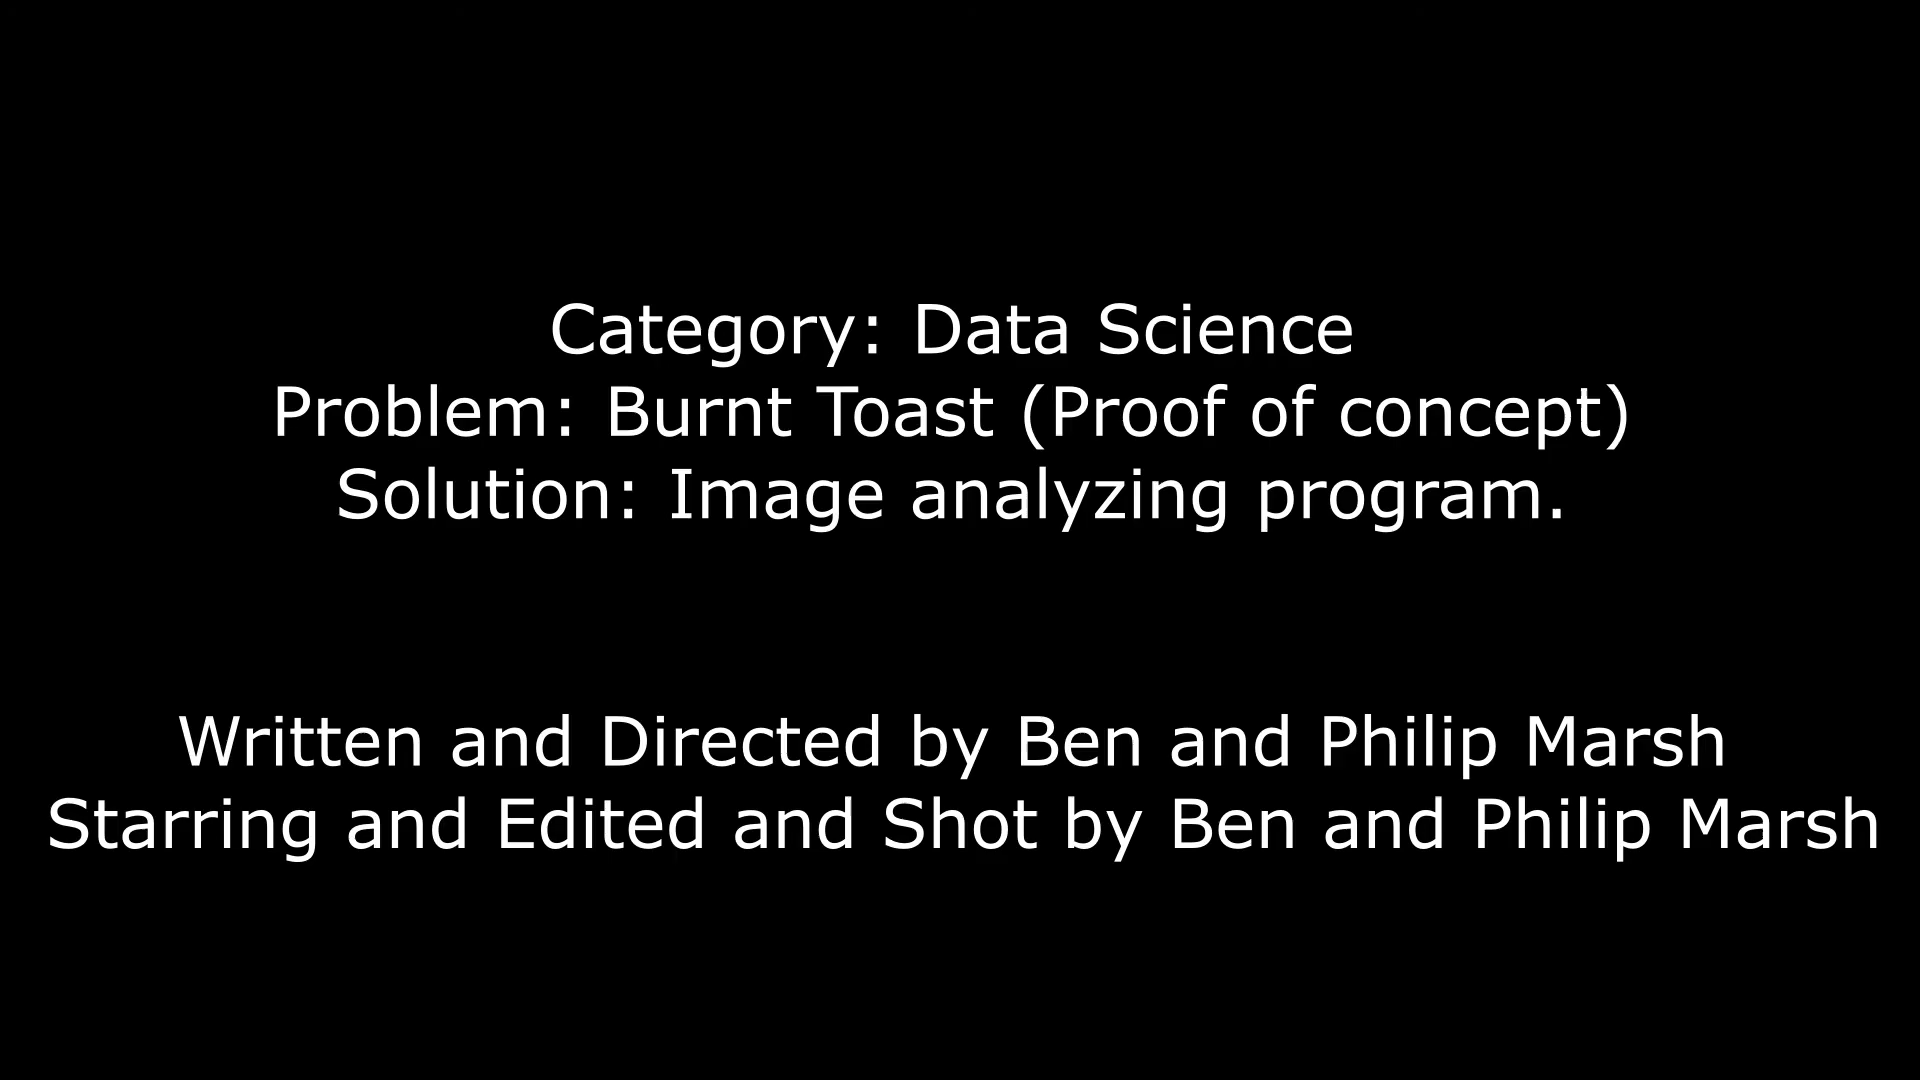 Category: Data Science
Problem: Burnt Toast (Proof of concept)
Solution: Image analyzing program.
Written and Directed by Ben and Philip Marsh
Starring and Edited and Shot by Ben and Philip Marsh